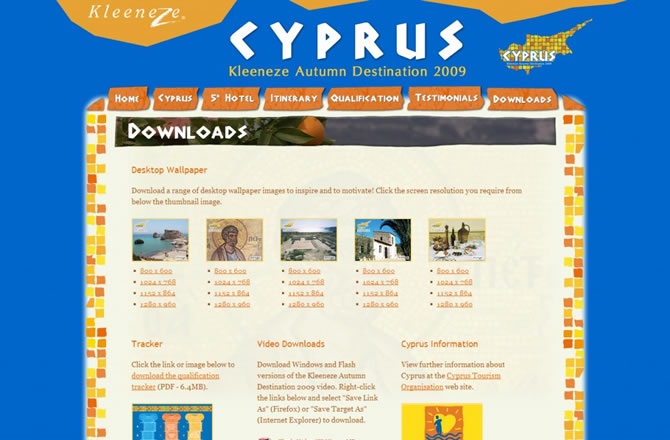 Kleeneze
CYPRUS
Kleeneze Autumn Destination 2009
CYPRUS
Home Cyprus 5* Hotel Itinerary Qualification Testimonials Downloads
Downloads
Desktop Wallpaper
Download a range of desktop wallpaper images to inspire and to motivate! Click the screen resolution you require from
below the thumbnail image.
800 x 600 800 x 600 800 x 600 800 x 600 800 x 600
1024 x 768 1024 x 768 1024 x 768 1024 x 768 1024 x 768
1152 x 864 1152 x 864 1152 x 864 1152 x 864 1152 x 864
1280 x 960 1280 x 960 1280 x 960 1280 x 960 1280 x 960
Tracker
Click the link or image below to
download the qualification
tracker (PDF - 6.4MB).
Video Downloads
Download Windows and Flash
versions of the Kleeneze Autumn
Destination 2009 video. Right-click
the links below and select "Save Link
As" (Firefox) or "Save Target As"
(Internet Explorer) to download.
Cyprus Information
View further information about
Cyprus at the Cyprus Tourism
Organisation web site.